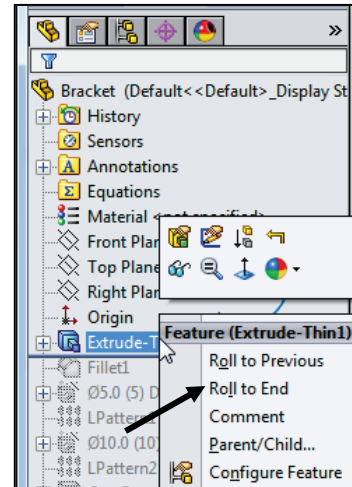 »
Bracket (Default<<Default>_Display St
History
Sensors
A Annotations
Σ Equations
Material <not specified>
Front Plan
Top Plane
Right Plan
Origin
Extrude-T
Feature (Extrude-Thin1)
Fillet1
Roll to Previous
Ø5.0 (5) D
Roll to End
LPattern1
Comment
Ø10.0 (10)
Parent/Child...
LPattern2
Configure Feature